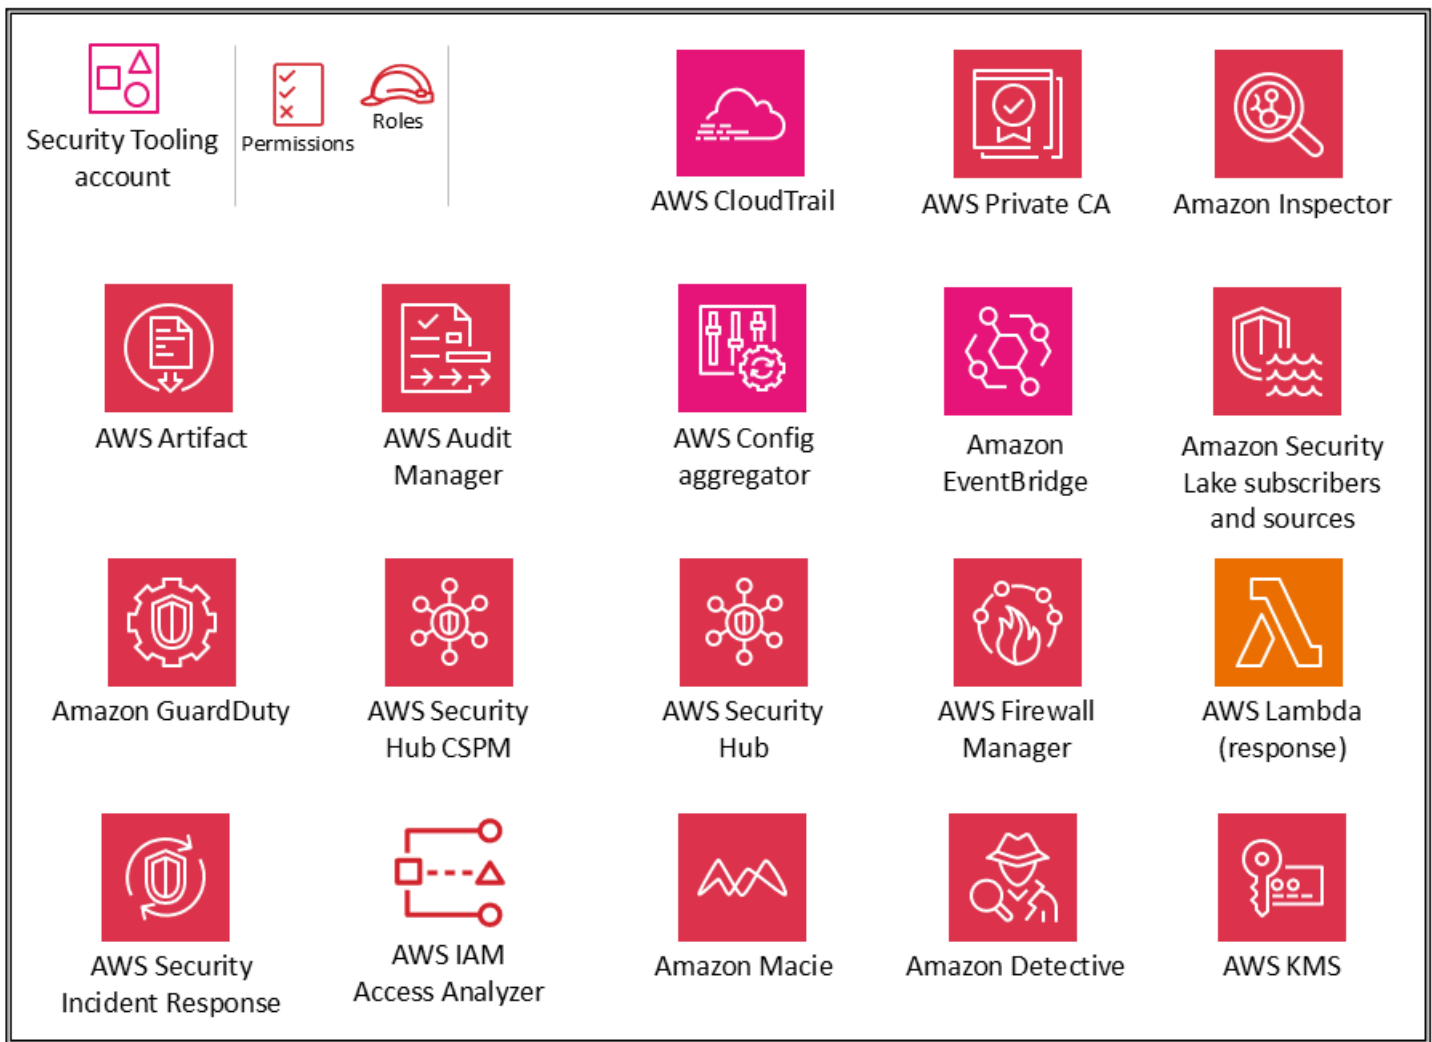 Security Tooling
account
Permissions
Roles
AWS CloudTrail
AWS Private CA
Amazon Inspector
AWS Artifact
AWS Audit
Manager
AWS Config
aggregator
Amazon
EventBridge
Amazon Security
Lake subscribers
and sources
Amazon GuardDuty
AWS Security
Hub CSPM
AWS Security
Hub
AWS Firewall
Manager
AWS Lambda
(response)
AWS Security
Incident Response
AWS IAM
Access Analyzer
Amazon Macie
Amazon Detective
AWS KMS